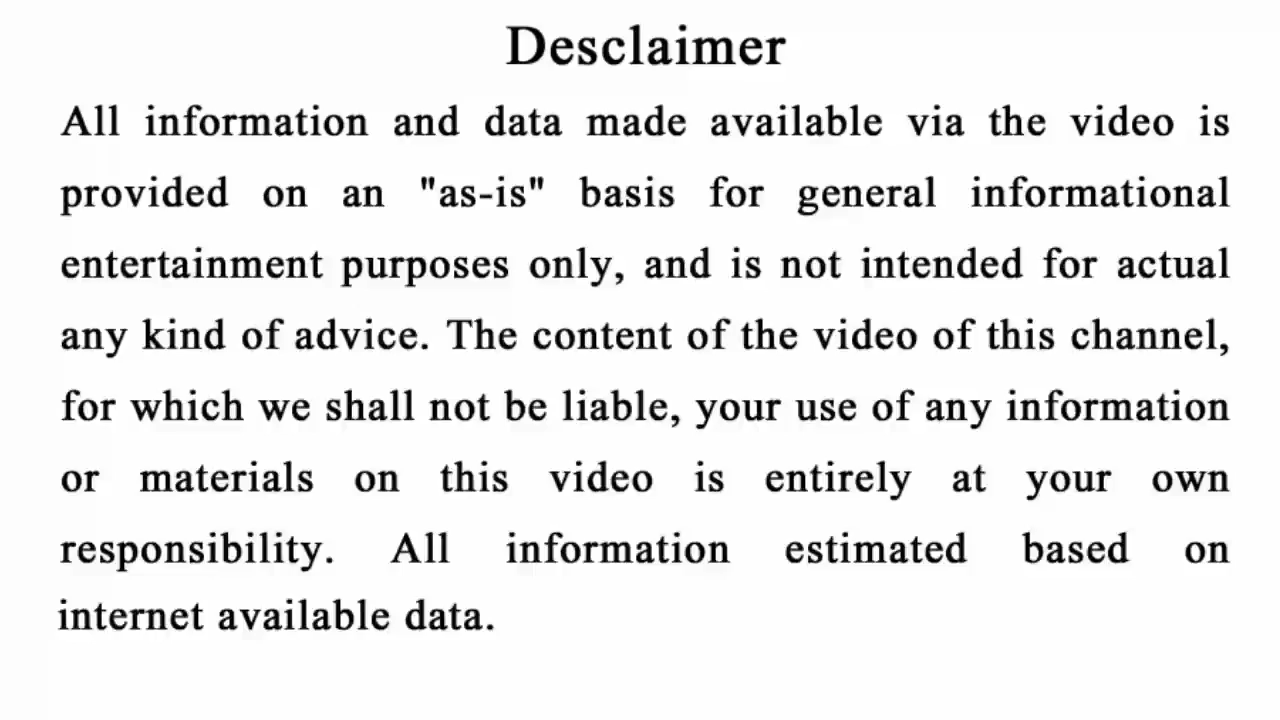 Desclaimer
All information and data made available via the video is
provided on an "as-is" basis for general informational
entertainment purposes only, and is not intended for actual
any kind of advice. The content of the video of this channel,
for which we shall not be liable, your use of any information
or materials on this video is entirely at your own
responsibility. All information estimated based on
internet available data.